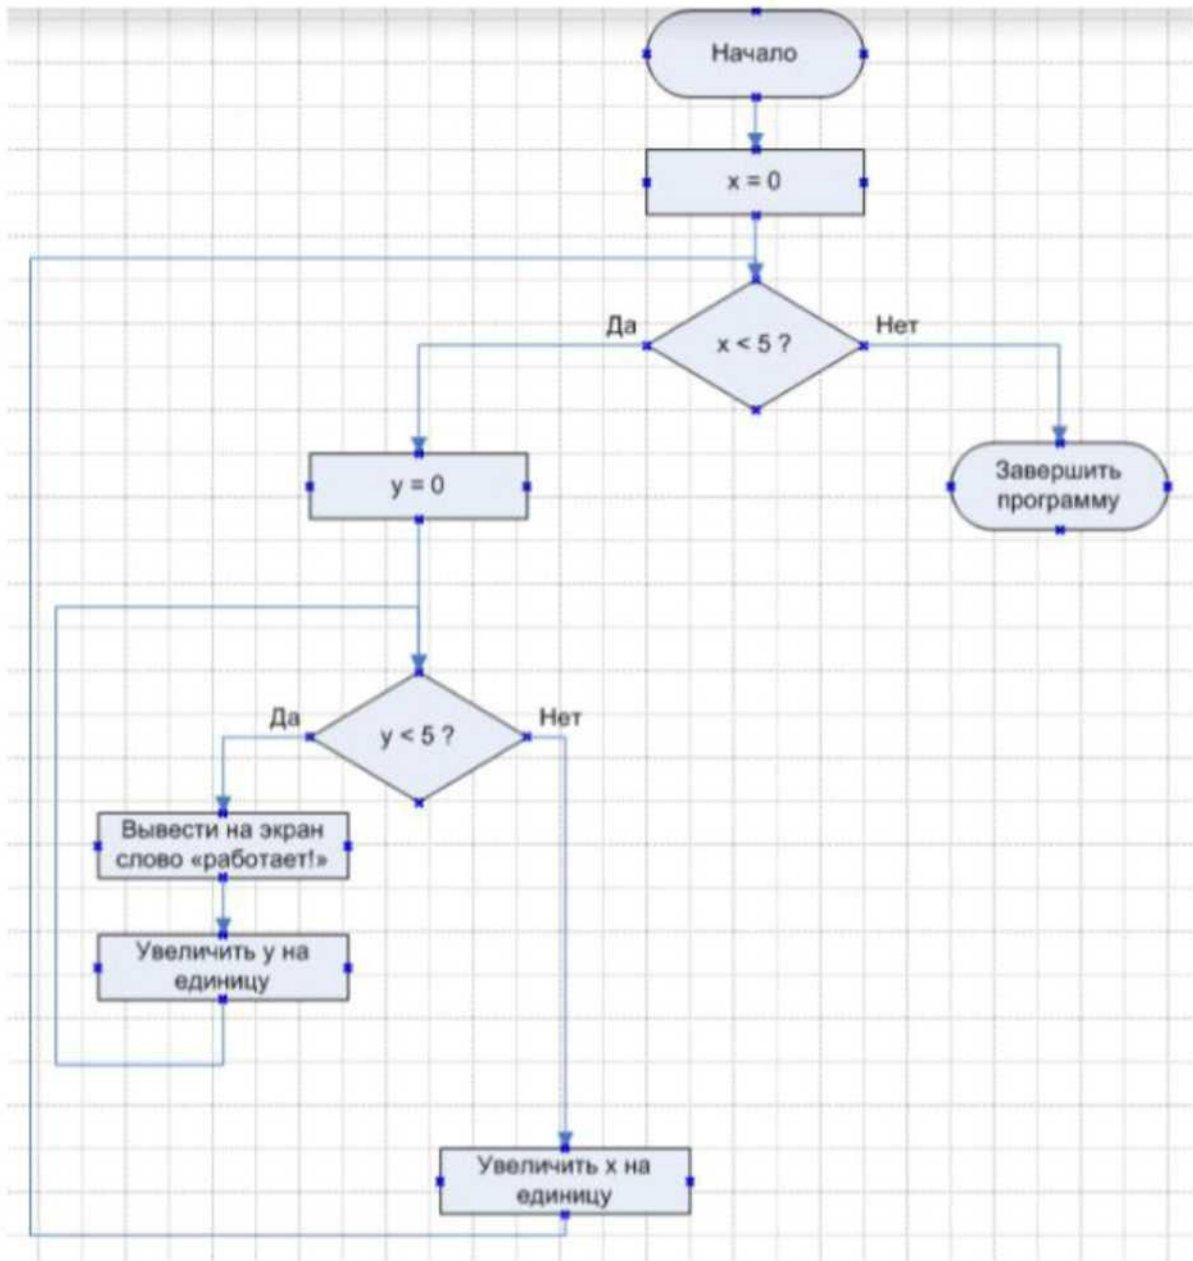 Начало
x = 0
Да
x < 5 ?
Нет
y = 0
Завершить
программу
Да
y < 5 ?
Нет
Вывести на экран
слово «работает!»
Увеличить y на
единицу
Увеличить x на
единицу